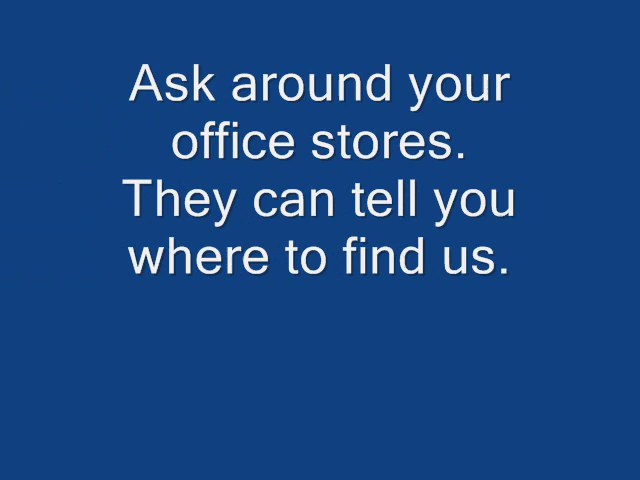 Ask around your
office stores.
They can tell you
where to find us.